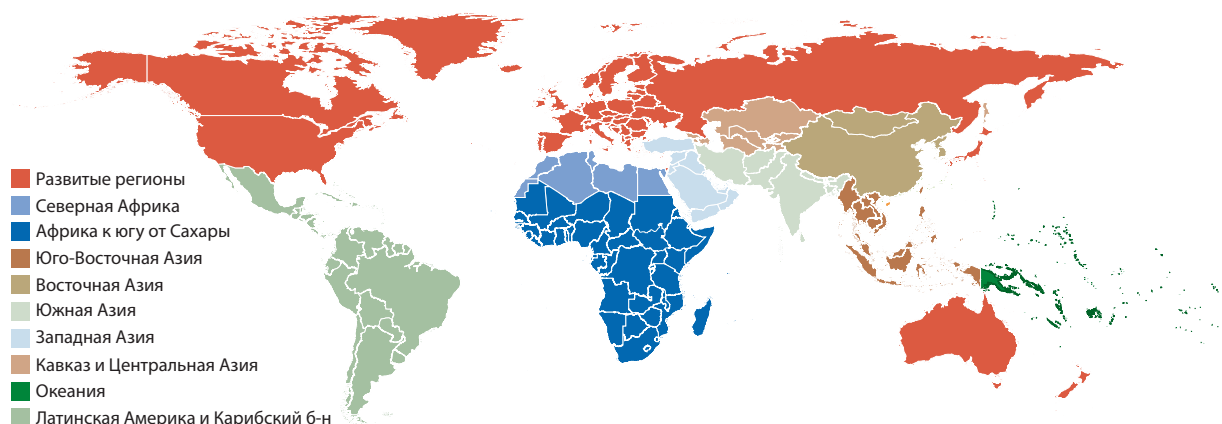 Развитые регионы
Северная Африка
Африка к югу от Сахары
Юго-Восточная Азия
Восточная Азия
Южная Азия
Западная Азия
Кавказ и Центральная Азия
Океания
Латинская Америка и Карибский б-н